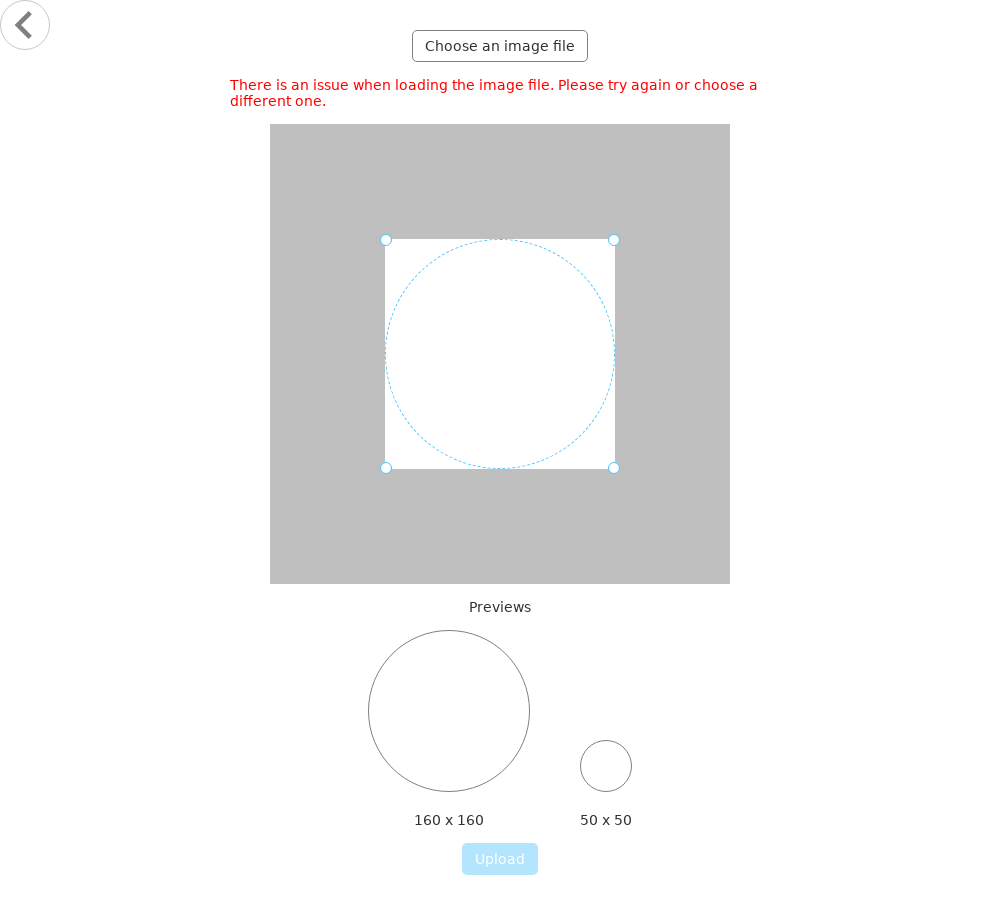 Choose an image file
There is an issue when loading the image file. Please try again or choose a
different one.
Previews
160 x 160
50 x 50
Upload